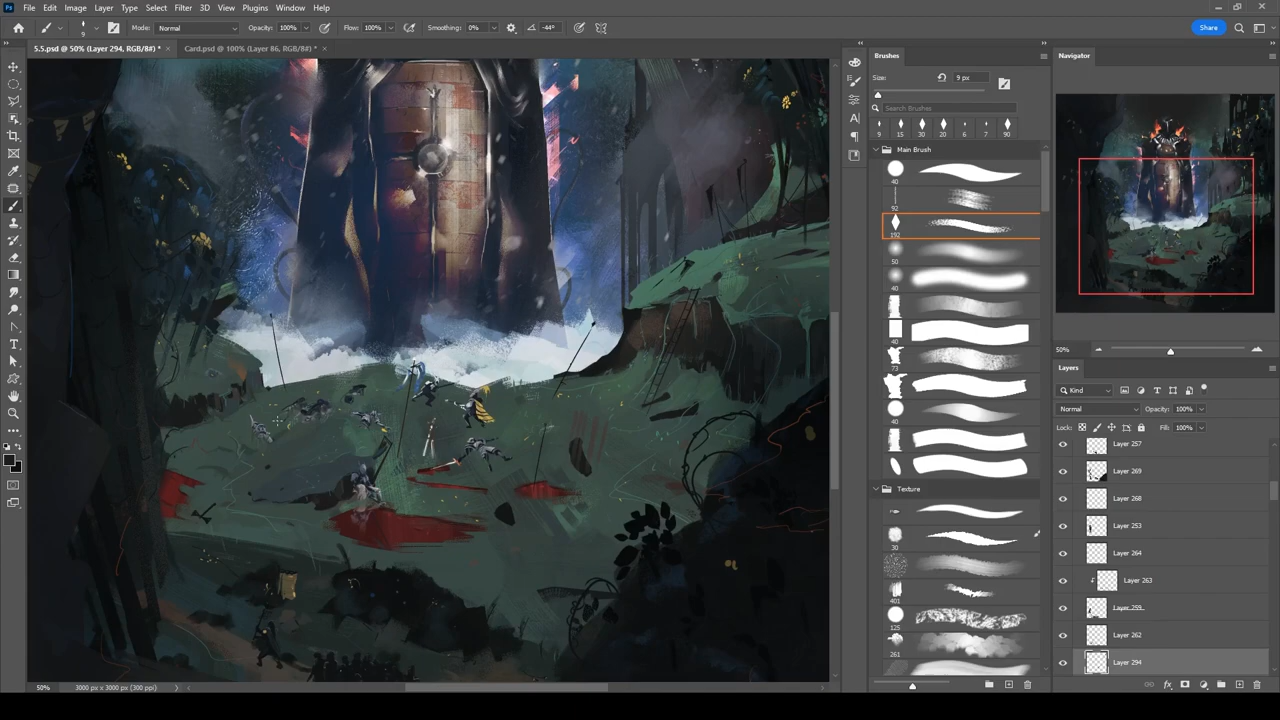 Ps File Edit Image Layer Type Select Filter 3D View Plugins Window Help
9 Mode: Normal Opacity: 100% Flow: 100% Smoothing: 0% -44° Share
5.5.psd @ 50% (Layer 294, RGB/8#) * × Card.psd @ 100% (Layer 86, RGB/8#) * ×
Brushes
Size: 9 px
Search Brushes
9 15 30 20 6 7 90
Main Brush
40
92
192
50
40
40
73
40
Texture
30
401
125
261
Navigator
50%
Layers
Kind
Normal Opacity: 100%
Lock: Fill: 100%
Layer 257
Layer 269
Layer 268
Layer 253
Layer 264
Layer 263
Layer 259
Layer 262
Layer 294
fx
50% 3000 px x 3000 px (300 ppi)